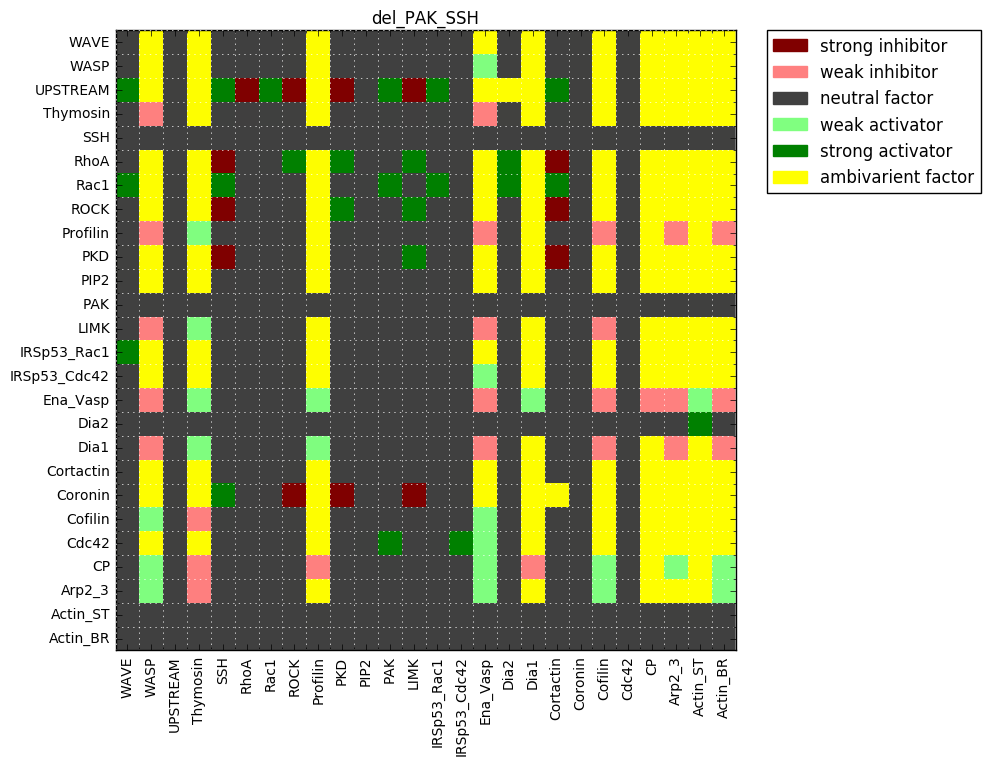 del_PAK_SSH
strong inhibitor
weak inhibitor
neutral factor
weak activator
strong activator
ambivarient factor
WAVE
WASP
UPSTREAM
Thymosin
SSH
RhoA
Rac1
ROCK
Profilin
PKD
PIP2
PAK
LIMK
IRSp53_Rac1
IRSp53_Cdc42
Ena_Vasp
Dia2
Dia1
Cortactin
Coronin
Cofilin
Cdc42
CP
Arp2_3
Actin_ST
Actin_BR
WAVE
WASP
UPSTREAM
Thymosin
SSH
RhoA
Rac1
ROCK
Profilin
PKD
PIP2
PAK
LIMK
IRSp53_Rac1
IRSp53_Cdc42
Ena_Vasp
Dia2
Dia1
Cortactin
Coronin
Cofilin
Cdc42
CP
Arp2_3
Actin_ST
Actin_BR